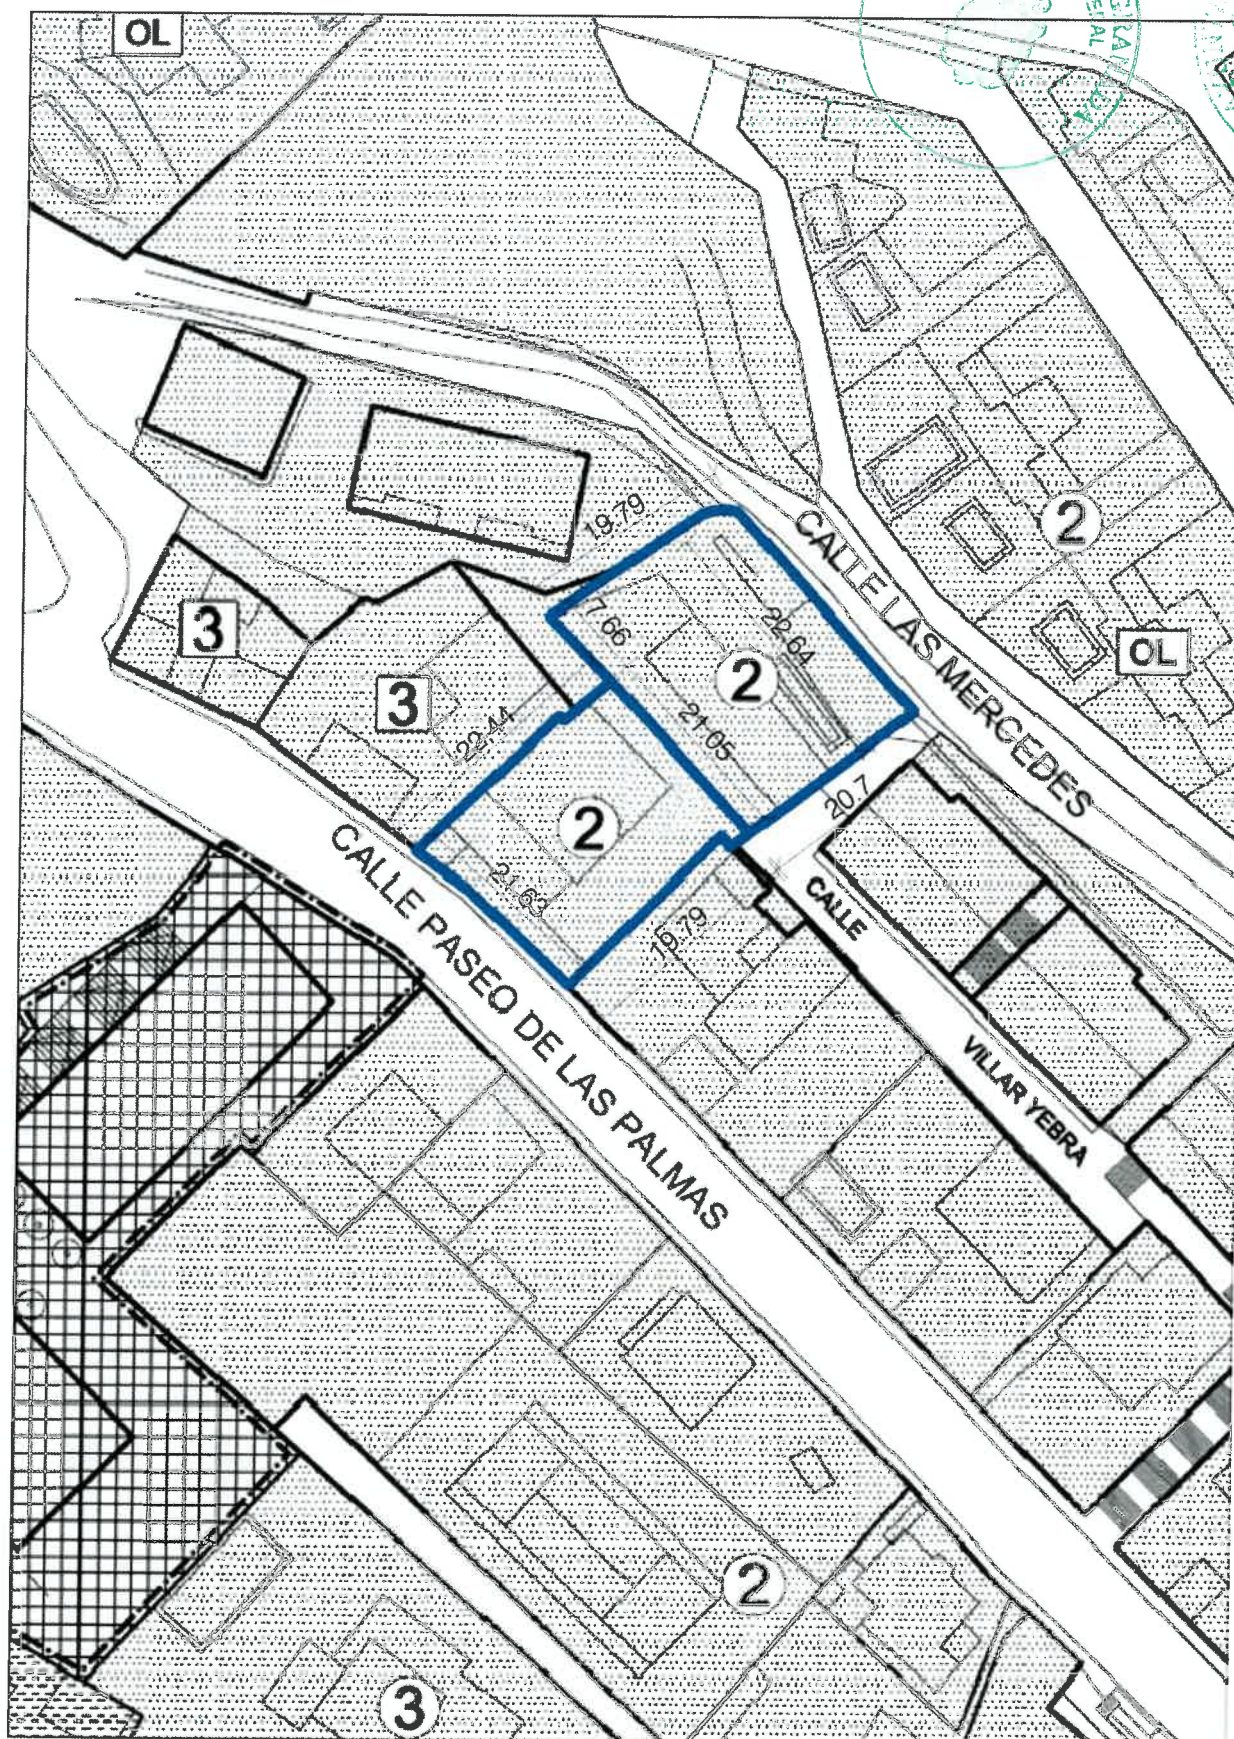 OL
GRANADA
19.79
CALLE LAS MERCEDES
2
7.66
22.64
3
2
OL
3
22.44
21.05
2
20.7
CALLE PASEO DE LAS PALMAS
21.63
19.79
CALLE
VILLAR YEBRA
2
3